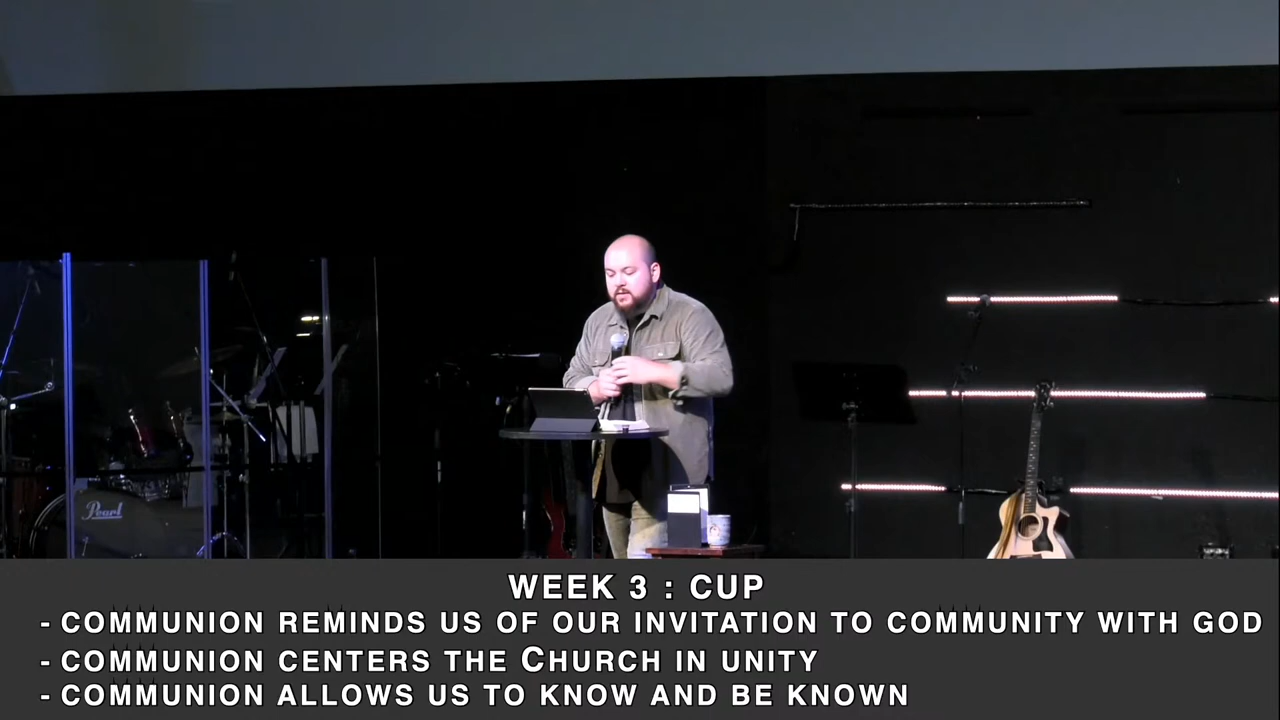 Pearl
WEEK 3 : CUP
- COMMUNION REMINDS US OF OUR INVITATION TO COMMUNITY WITH GOD
- COMMUNION CENTERS THE CHURCH IN UNITY
- COMMUNION ALLOWS US TO KNOW AND BE KNOWN